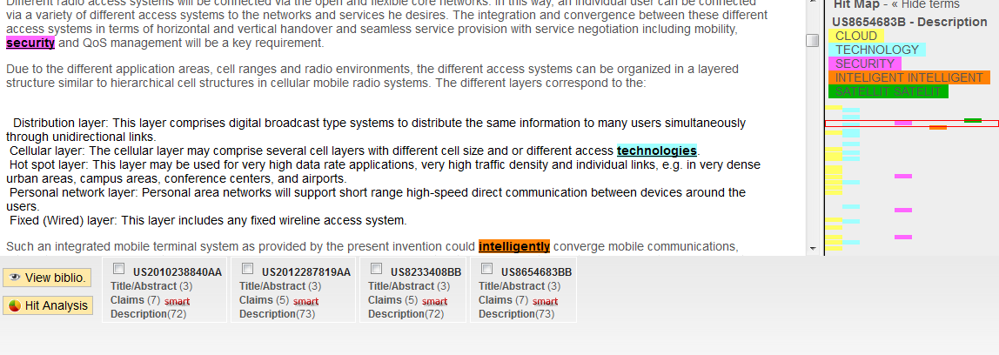 Different radio access systems will be connected via the open and flexible core networks. In this way, an individual user can be connected
via a variety of different access systems to the networks and services he desires. The integration and convergence between these different
access systems in terms of horizontal and vertical handover and seamless service provision with service negotiation including mobility,
security and QoS management will be a key requirement.
Due to the different application areas, cell ranges and radio environments, the different access systems can be organized in a layered
structure similar to hierarchical cell structures in cellular mobile radio systems. The different layers correspond to the:
Distribution layer: This layer comprises digital broadcast type systems to distribute the same information to many users simultaneously
through unidirectional links.
Cellular layer: The cellular layer may comprise several cell layers with different cell size and or different access technologies.
Hot spot layer: This layer may be used for very high data rate applications, very high traffic density and individual links, e.g. in very dense
urban areas, campus areas, conference centers, and airports.
Personal network layer: Personal area networks will support short range high-speed direct communication between devices around the
users.
Fixed (Wired) layer: This layer includes any fixed wireline access system.
Such an integrated mobile terminal system as provided by the present invention could intelligently converge mobile communications,
Hit Map - « Hide terms
US8654683B - Description
CLOUD
TECHNOLOGY
SECURITY
INTELIGENT INTELLIGENT
SATELLIT SATELIT
View biblio.
Hit Analysis
US2010238840AA
Title/Abstract (3)
Claims (7) smart
Description(72)
US2012287819AA
Title/Abstract (3)
Claims (5) smart
Description(73)
US8233408BB
Title/Abstract (3)
Claims (5) smart
Description(72)
US8654683BB
Title/Abstract (3)
Claims (7) smart
Description(73)